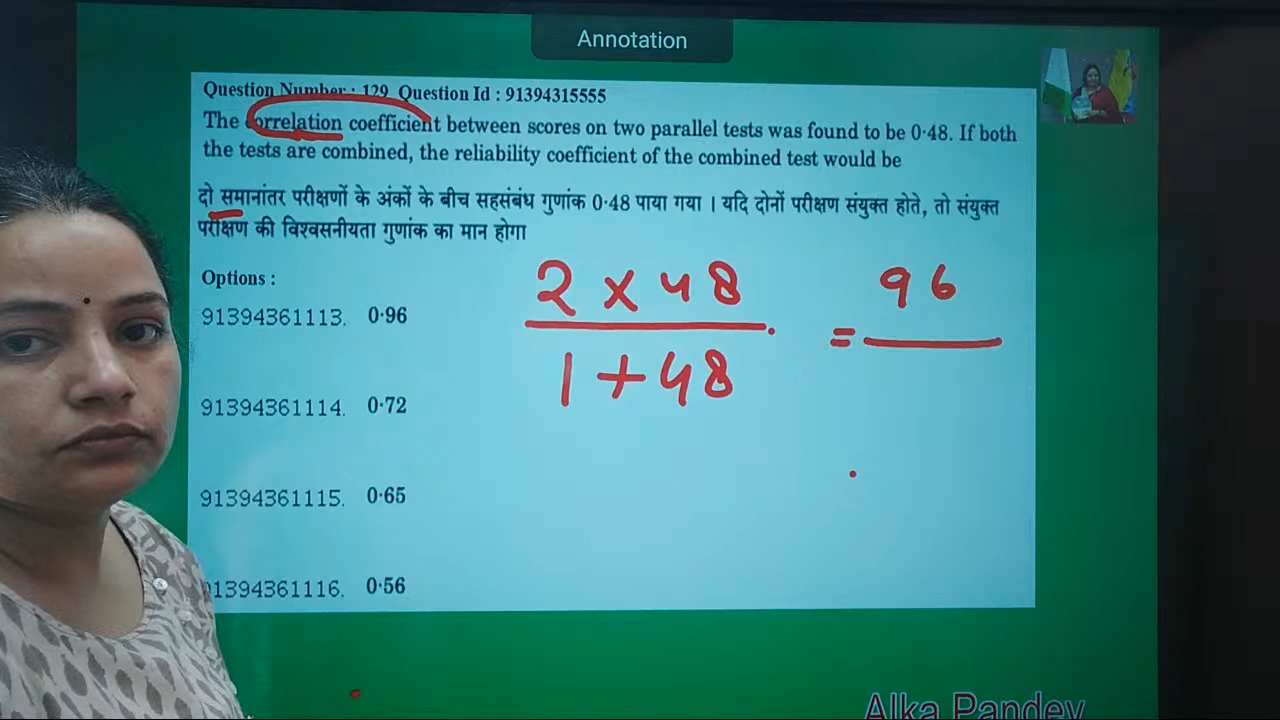 Annotation
Question Number : 129 Question Id : 91394315555
The correlation coefficient between scores on two parallel tests was found to be 0·48. If both
the tests are combined, the reliability coefficient of the combined test would be
दो समानांतर परीक्षणों के अंकों के बीच सहसंबंध गुणांक 0·48 पाया गया । यदि दोनों परीक्षण संयुक्त होते, तो संयुक्त
परीक्षण की विश्वसनीयता गुणांक का मान होगा
Options :
91394361113. 0·96
91394361114. 0·72
91394361115. 0·65
91394361116. 0·56
2 x 48
1 + 48
= 96
Alka Pandey